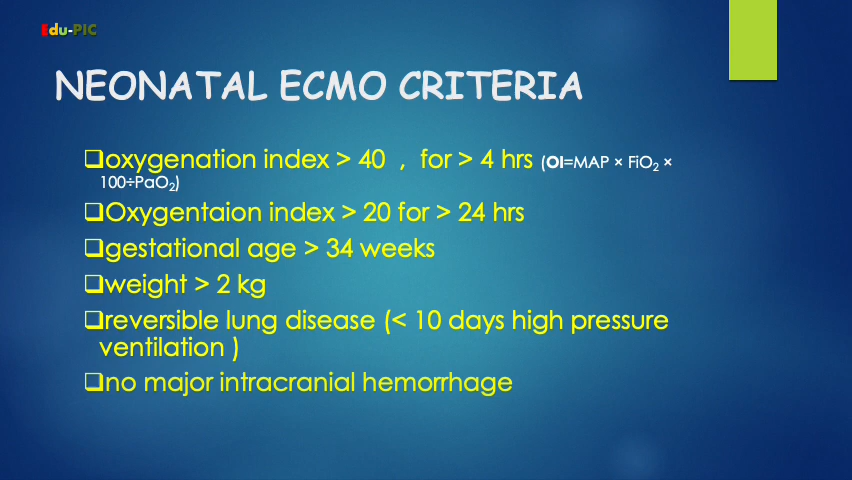 Edu-PIC
NEONATAL ECMO CRITERIA
❑oxygenation index > 40 , for > 4 hrs (OI=MAP × FiO₂ ×
100÷PaO₂)
❑Oxygentaion index > 20 for > 24 hrs
❑gestational age > 34 weeks
❑weight > 2 kg
❑reversible lung disease (< 10 days high pressure
ventilation )
❑no major intracranial hemorrhage